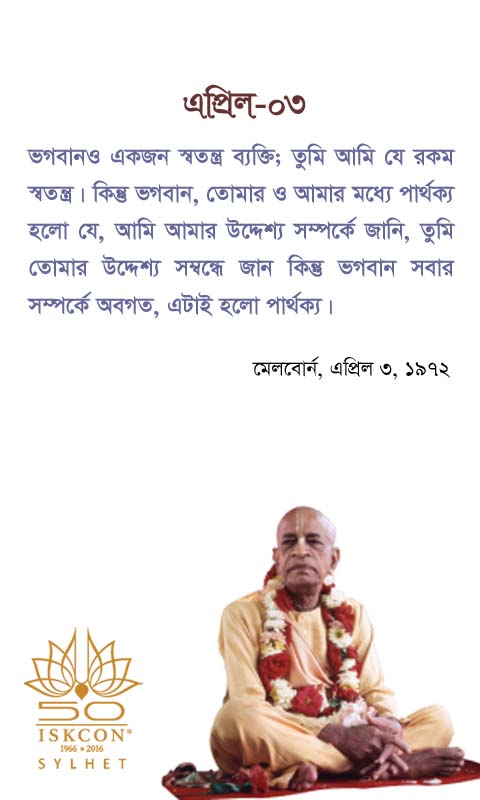 এপ্রিল-০৩
ভগবানও একজন স্বতন্ত্র ব্যক্তি; তুমি আমি যে রকম
স্বতন্ত্র। কিন্তু ভগবান, তোমার ও আমার মধ্যে পার্থক্য
হলো যে, আমি আমার উদ্দেশ্য সম্পর্কে জানি, তুমি
তোমার উদ্দেশ্য সম্বন্ধে জান কিন্তু ভগবান সবার
সম্পর্কে অবগত, এটাই হলো পার্থক্য।
মেলবোর্ন, এপ্রিল ৩, ১৯৭২
50
ISKCON®
1966 • 2016
SYLHET